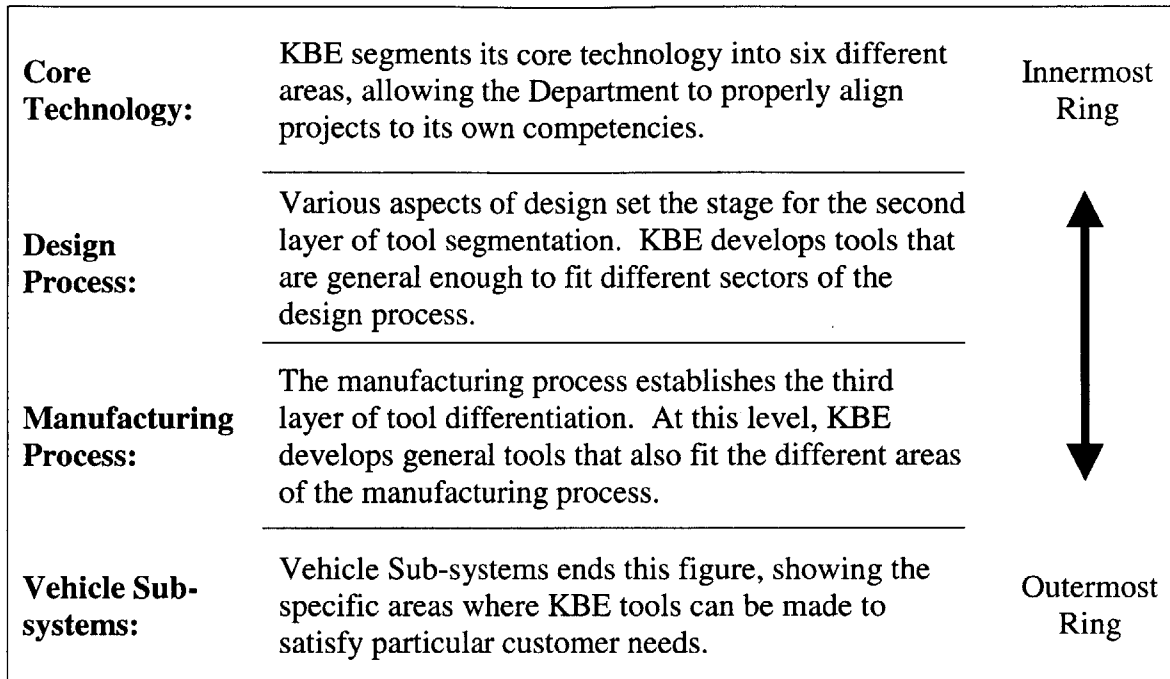 Core
Technology:
KBE segments its core technology into six different
areas, allowing the Department to properly align
projects to its own competencies.
Innermost
Ring
Design
Process:
Various aspects of design set the stage for the second
layer of tool segmentation. KBE develops tools that
are general enough to fit different sectors of the
design process.
Manufacturing
Process:
The manufacturing process establishes the third
layer of tool differentiation. At this level, KBE
develops general tools that also fit the different areas
of the manufacturing process.
Vehicle Sub-
systems:
Vehicle Sub-systems ends this figure, showing the
specific areas where KBE tools can be made to
satisfy particular customer needs.
Outermost
Ring